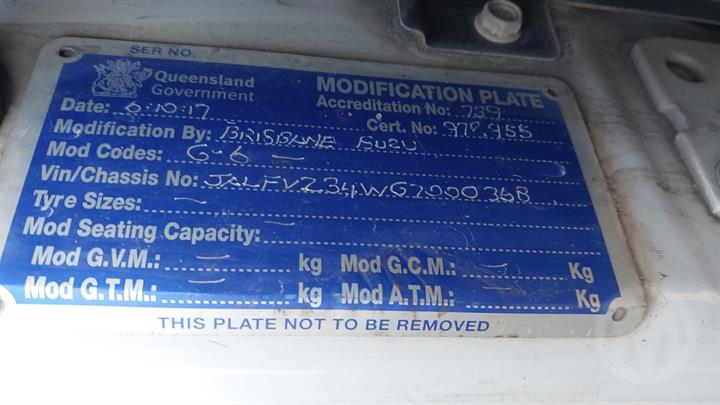 SER NO.
Queensland Government
MODIFICATION PLATE
Accreditation No: 739
Date: 6.10.17
Cert. No: 978955
Modification By: BRISBANE ISUZU
Mod Codes: G-6 -
Vin/Chassis No: JALFVZ34WG7000368
Tyre Sizes: -
Mod Seating Capacity: -
Mod G.V.M.: - kg Mod G.C.M.: - Kg
Mod G.T.M.: - kg Mod A.T.M.: - Kg
THIS PLATE NOT TO BE REMOVED